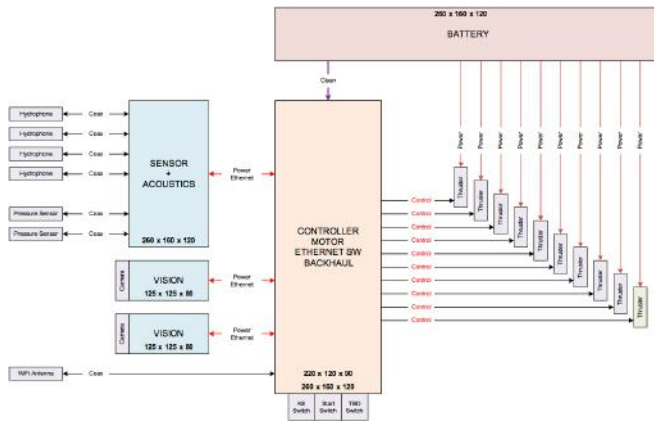 260 x 160 x 120
BATTERY
Clean
Power
Power
Power
Power
Power
Power
Power
Power
Power
Power
Hydrophone
Coax
Hydrophone
Coax
Hydrophone
Coax
Hydrophone
Coax
Pressure Sensor
Coax
Pressure Sensor
Coax
SENSOR
+
ACOUSTICS
260 x 160 x 120
Power
Ethernet
Camera
VISION
125 x 125 x 80
Power
Ethernet
Camera
VISION
125 x 125 x 80
Power
Ethernet
WiFi Antenna
Coax
CONTROLLER
MOTOR
ETHERNET SW
BACKHAUL
220 x 120 x 90
260 x 160 x 120
Start
Switch
TBD
Switch
Switch
Control
Control
Control
Control
Control
Control
Control
Control
Control
Control
Thruster
Thruster
Thruster
Thruster
Thruster
Thruster
Thruster
Thruster
Thruster
Thruster